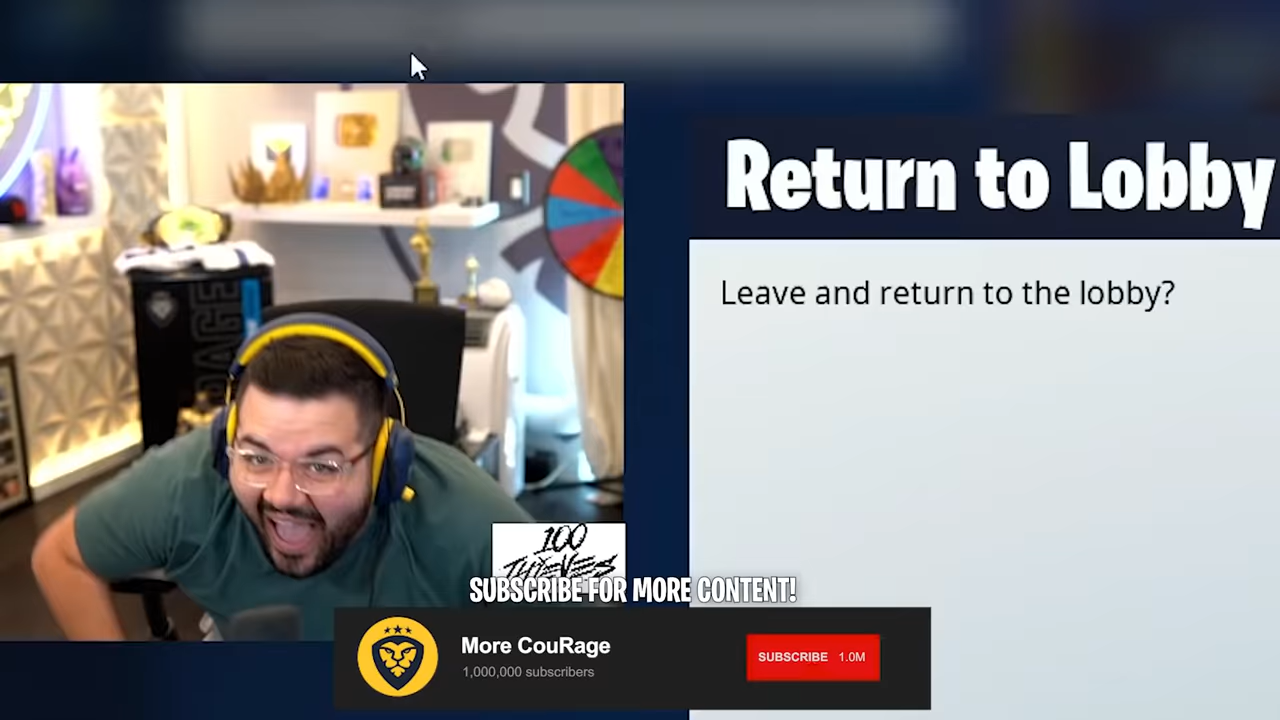 Return to Lobby
Leave and return to the lobby?
RAGE
100
THIEVES
SUBSCRIBE FOR MORE CONTENT!
More CouRage
1,000,000 subscribers
SUBSCRIBE 1.0M